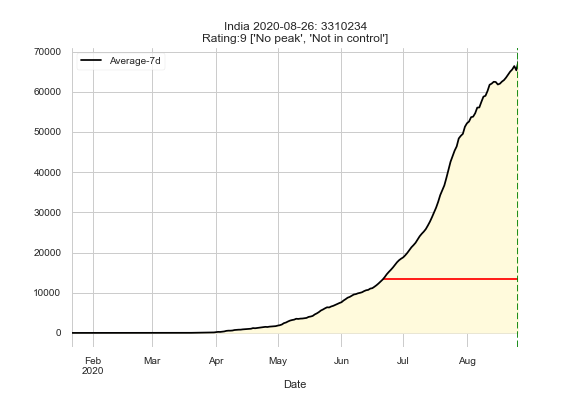 India 2020-08-26: 3310234
Rating:9 ['No peak', 'Not in control']
Average-7d
70000
60000
50000
40000
30000
20000
10000
0
Feb Mar Apr May Jun Jul Aug
2020
Date